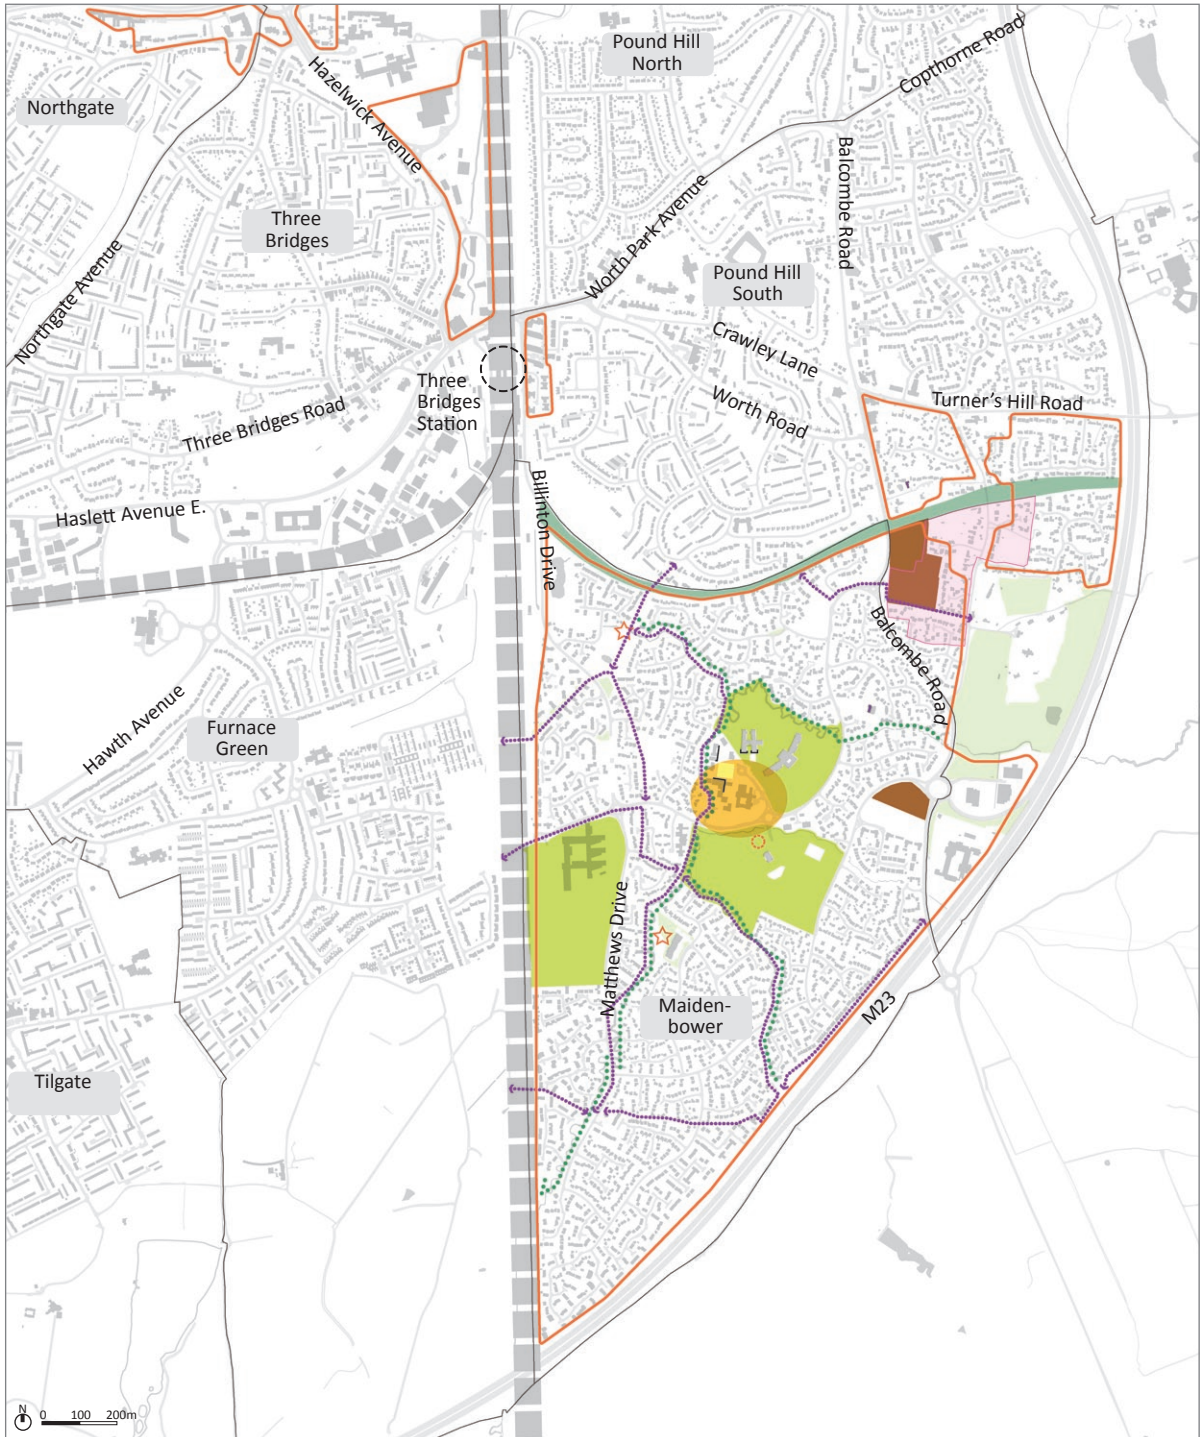 Pound Hill
North
Copthorne Road
Northgate
Hazelwick Avenue
Balcombe Road
Three
Bridges
Worth Park Avenue
Northgate Avenue
Pound Hill
South
Crawley Lane
Three
Bridges
Station
Worth Road
Turner's Hill Road
Three Bridges Road
Haslett Avenue E.
Billinton Drive
Balcombe Road
Hawth Avenue
Furnace
Green
Matthews Drive
Maiden-
bower
M23
Tilgate
N
0 100 200m